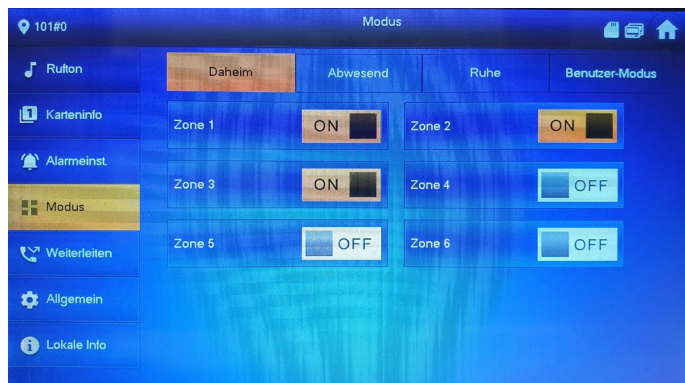 101#0
Modus
Rufton
Daheim
Abwesend
Ruhe
Benutzer-Modus
1 Karteninfo
Zone 1
ON
Zone 2
ON
Alarmeinst.
Zone 3
ON
Zone 4
OFF
Modus
Zone 5
OFF
Zone 6
OFF
Weiterleiten
Allgemein
i Lokale Info